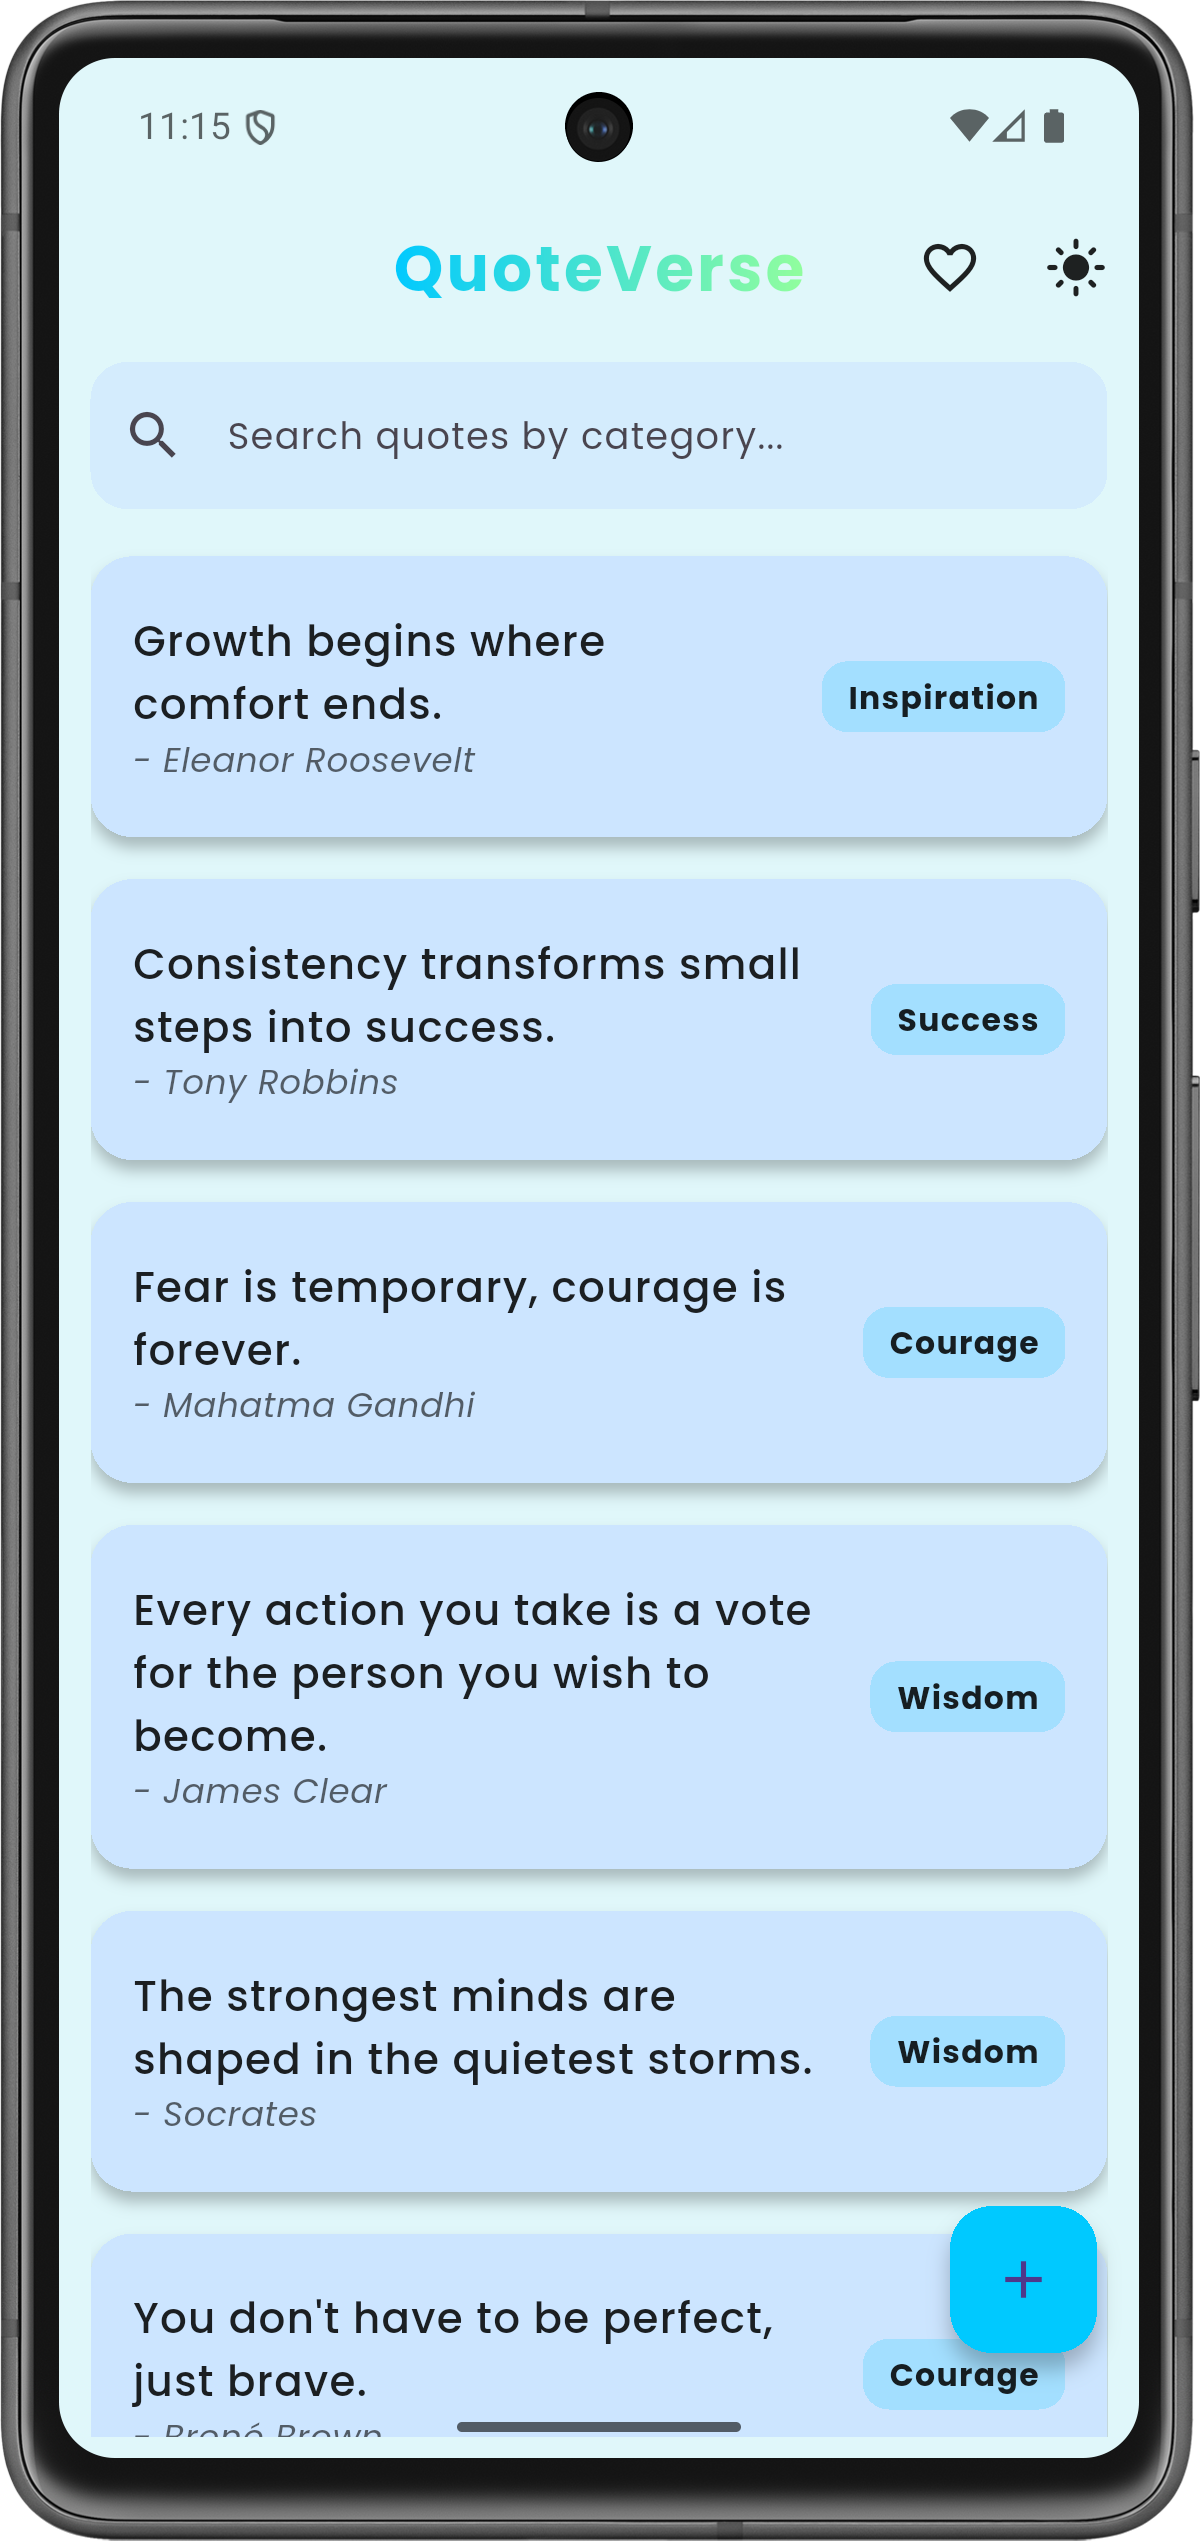 11:15
QuoteVerse
Search quotes by category...
Growth begins where
comfort ends.
- Eleanor Roosevelt
Inspiration
Consistency transforms small
steps into success.
- Tony Robbins
Success
Fear is temporary, courage is
forever.
- Mahatma Gandhi
Courage
Every action you take is a vote
for the person you wish to
become.
- James Clear
Wisdom
The strongest minds are
shaped in the quietest storms.
- Socrates
Wisdom
You don't have to be perfect,
just brave.
- Brené Brown
Courage